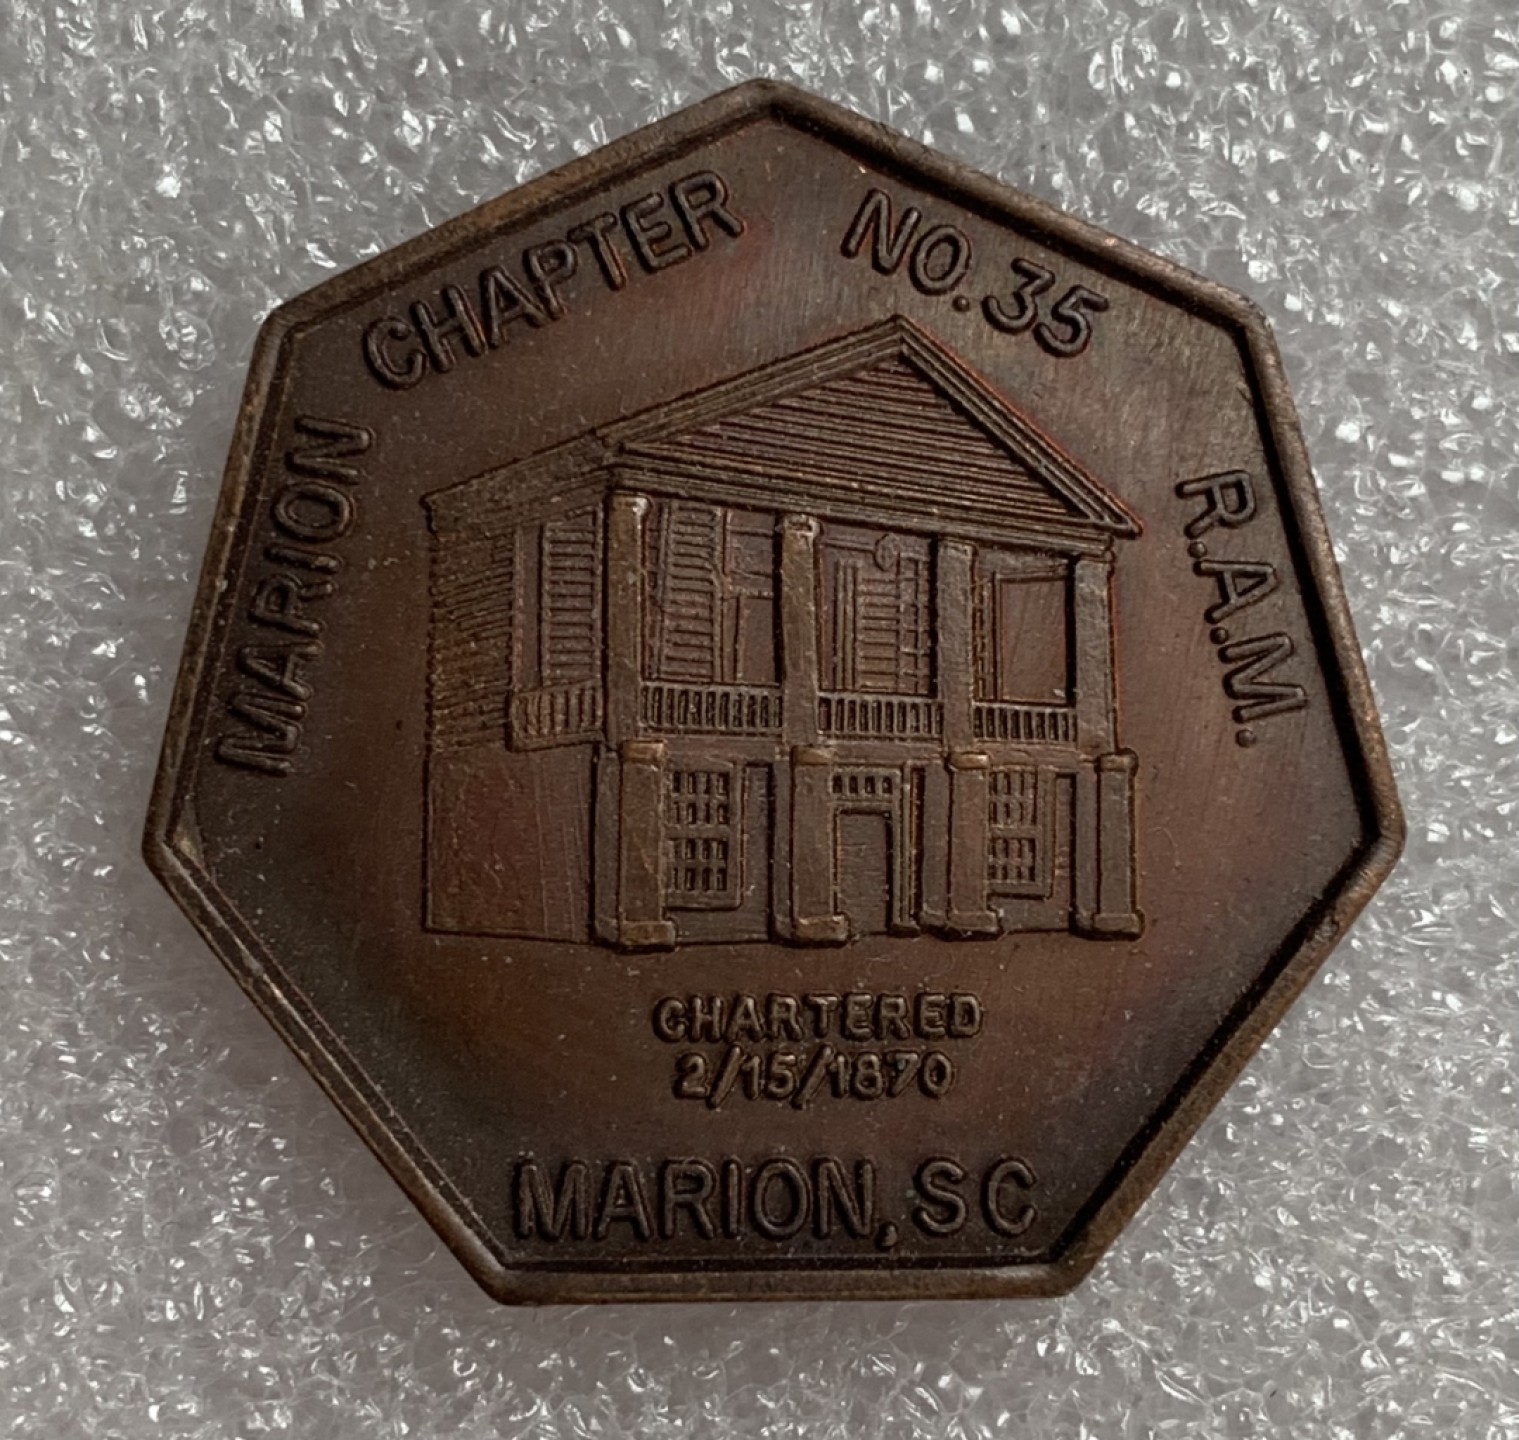 MARION CHAPTER NO.35 R.A.M.
CHARTERED
2/15/1870
MARION, SC